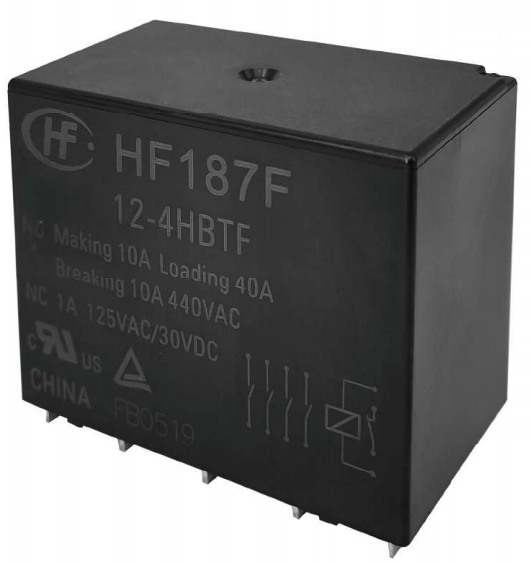 HF HF187F
12-4HBTF
NO Making 10A Loading 40A
Breaking 10A 440VAC
NC 1A 125VAC/30VDC
c RU US
CHINA FB0519